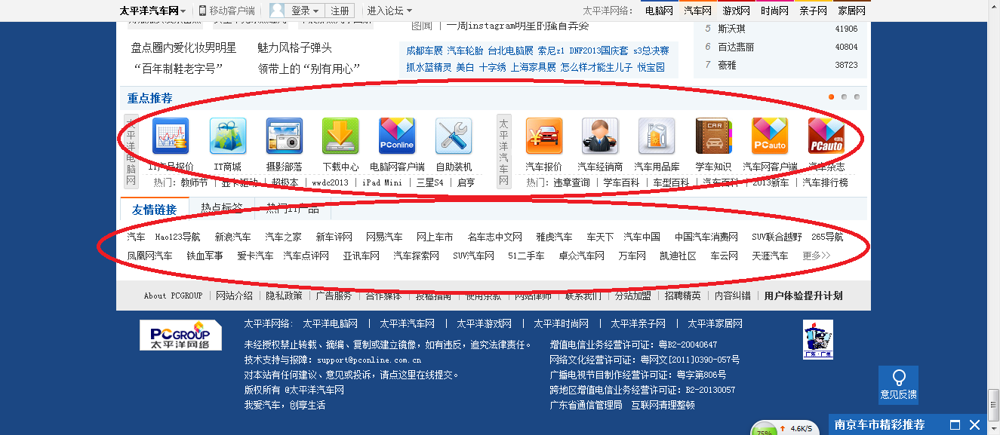 太平洋汽车网 移动客户端 登录 注册 进入论坛 太平洋网络： 电脑网 汽车网 游戏网 时尚网 亲子网 家居网
图闻 一周instagram明星的搔首弄姿 5 斯沃琪 41906
盘点圈内爱化妆男明星 魅力风格子弹头 成都车展 汽车轮胎 台北电脑展 索尼z1 DNF2013国庆套 s3总决赛 6 百达翡丽 40804
“百年制鞋老字号” 领带上的“别有用心” 抓水蓝精灵 美白 十字绣 上海家具展 怎么样才能生儿子 悦宝园 7 豪雅 38723
重点推荐
太平洋电脑网
PConline
太平洋汽车网
CAR
PCauto
PCauto
IT产品报价 IT商城 摄影部落 下载中心 电脑网客户端 自助装机 汽车报价 汽车经销商 汽车用品库 学车知识 汽车网客户端 汽车杂志
热门： 教师节 | 显卡驱动 | 超极本 | wwdc2013 | iPad Mini | 三星S4 | 启亨 热门： 违章查询 | 学车百科 | 车型百科 | 汽车百科 | 2013新车 | 汽车排行榜
友情链接 热点标签 热门IT产品
汽车 Hao123导航 新浪汽车 汽车之家 新车评网 网易汽车 网上车市 名车志中文网 雅虎汽车 车天下 汽车中国 中国汽车消费网 SUV联合越野 265导航
凤凰网汽车 铁血军事 爱卡汽车 汽车点评网 亚讯车网 汽车探索网 SUV汽车网 51二手车 卓众汽车网 万车网 凯迪社区 车云网 天涯汽车 更多>>
About PCGROUP | 网站介绍 | 隐私政策 | 广告服务 | 合作媒体 | 投稿指南 | 使用条款 | 网站律师 | 联系我们 | 分站加盟 | 招聘精英 | 内容纠错 | 用户体验提升计划
PCGROUP
太平洋网络
太平洋网络： 太平洋电脑网 | 太平洋汽车网 | 太平洋游戏网 | 太平洋时尚网 | 太平洋亲子网 | 太平洋家居网
未经授权禁止转载、摘编、复制或建立镜像，如有违反，追究法律责任。 增值电信业务经营许可证：粤B2-20040647
技术支持与报障：support@pconline.com.cn 网络文化经营许可证：粤网文[2011]0390-057号
对本站有任何建议、意见或投诉，请点这里在线提交。 广播电视节目制作经营许可证：粤字第806号
版权所有 @太平洋汽车网 跨地区增值电信业务经营许可证：B2-20130057
我爱汽车，创享生活 广东省通信管理局 互联网清理整顿
广东·广州
意见反馈
南京车市精彩推荐
75% 4.6K/S